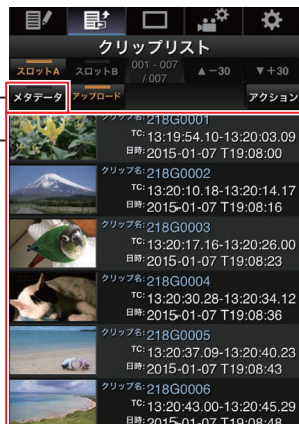 クリップリスト
スロットA スロットB 001 - 007 / 007 ▲－30 ▼＋30
メタデータ アップロード アクション
クリップ名: 218G0001
TC: 13:19:54.10-13:20:03.09
日時: 2015-01-07 T19:08:00
クリップ名: 218G0002
TC: 13:20:10.18-13:20:14.17
日時: 2015-01-07 T19:08:16
クリップ名: 218G0003
TC: 13:20:17.16-13:20:26.00
日時: 2015-01-07 T19:08:23
クリップ名: 218G0004
TC: 13:20:30.28-13:20:34.12
日時: 2015-01-07 T19:08:36
クリップ名: 218G0005
TC: 13:20:37.09-13:20:40.23
日時: 2015-01-07 T19:08:43
クリップ名: 218G0006
TC: 13:20:43.00-13:20:45.29
日時: 2015-01-07 T19:08:48